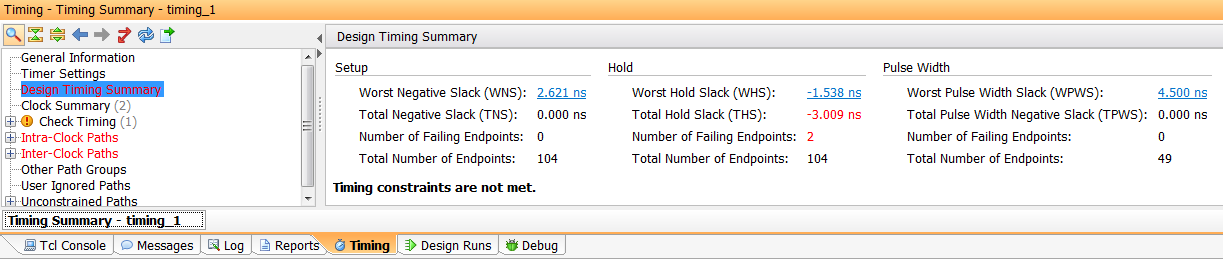 Timing - Timing Summary - timing_1
General Information
Timer Settings
Design Timing Summary
Clock Summary (2)
Check Timing (1)
Intra-Clock Paths
Inter-Clock Paths
Other Path Groups
User Ignored Paths
Unconstrained Paths
Design Timing Summary
Setup
Worst Negative Slack (WNS): 2.621 ns
Total Negative Slack (TNS): 0.000 ns
Number of Failing Endpoints: 0
Total Number of Endpoints: 104
Hold
Worst Hold Slack (WHS): -1.538 ns
Total Hold Slack (THS): -3.009 ns
Number of Failing Endpoints: 2
Total Number of Endpoints: 104
Pulse Width
Worst Pulse Width Slack (WPWS): 4.500 ns
Total Pulse Width Negative Slack (TPWS): 0.000 ns
Number of Failing Endpoints: 0
Total Number of Endpoints: 49
Timing constraints are not met.
Timing Summary - timing_1
Tcl Console Messages Log Reports Timing Design Runs Debug